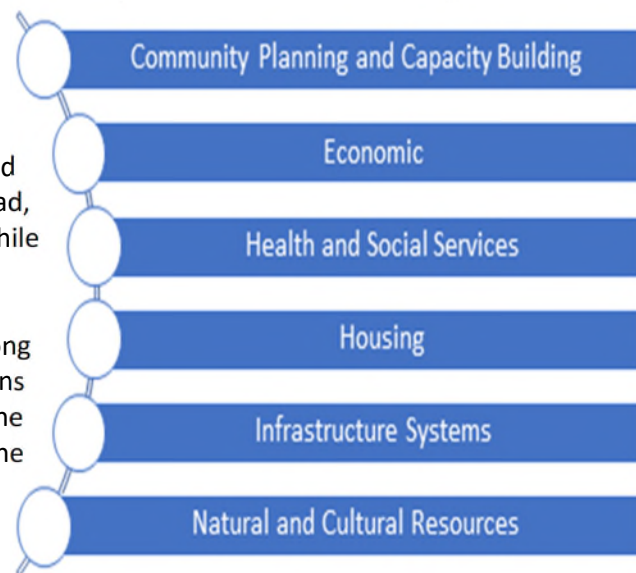 Community Planning and Capacity Building
Economic
Health and Social Services
Housing
Infrastructure Systems
Natural and Cultural Resources